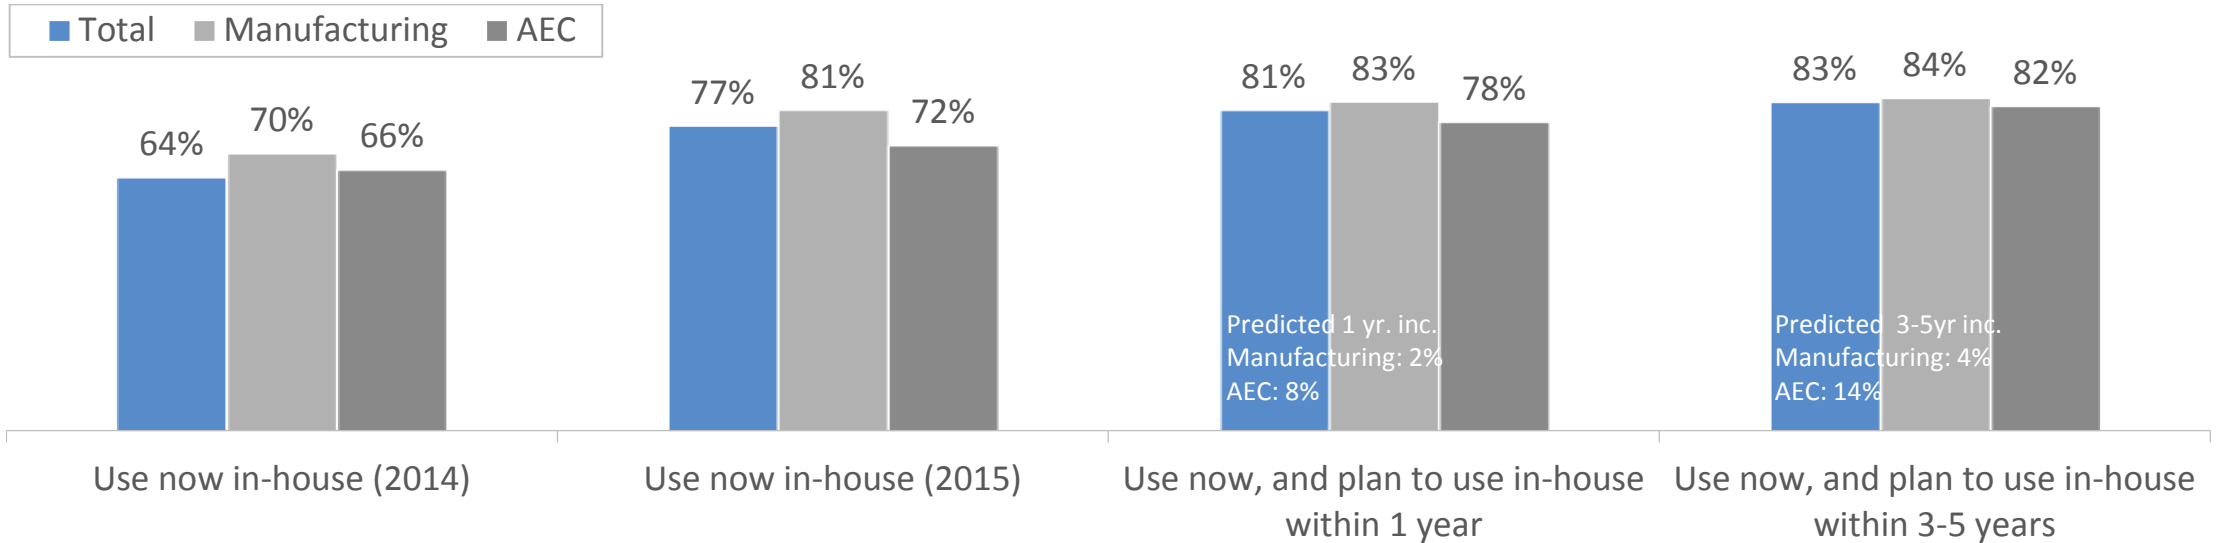 Total Manufacturing AEC
64% 70% 66%
77% 81% 72%
81% 83% 78%
83% 84% 82%
Predicted 1 yr. inc.
Manufacturing: 2%
AEC: 8%
Predicted 3-5yr inc.
Manufacturing: 4%
AEC: 14%
Use now in-house (2014)
Use now in-house (2015)
Use now, and plan to use in-house
within 1 year
Use now, and plan to use in-house
within 3-5 years